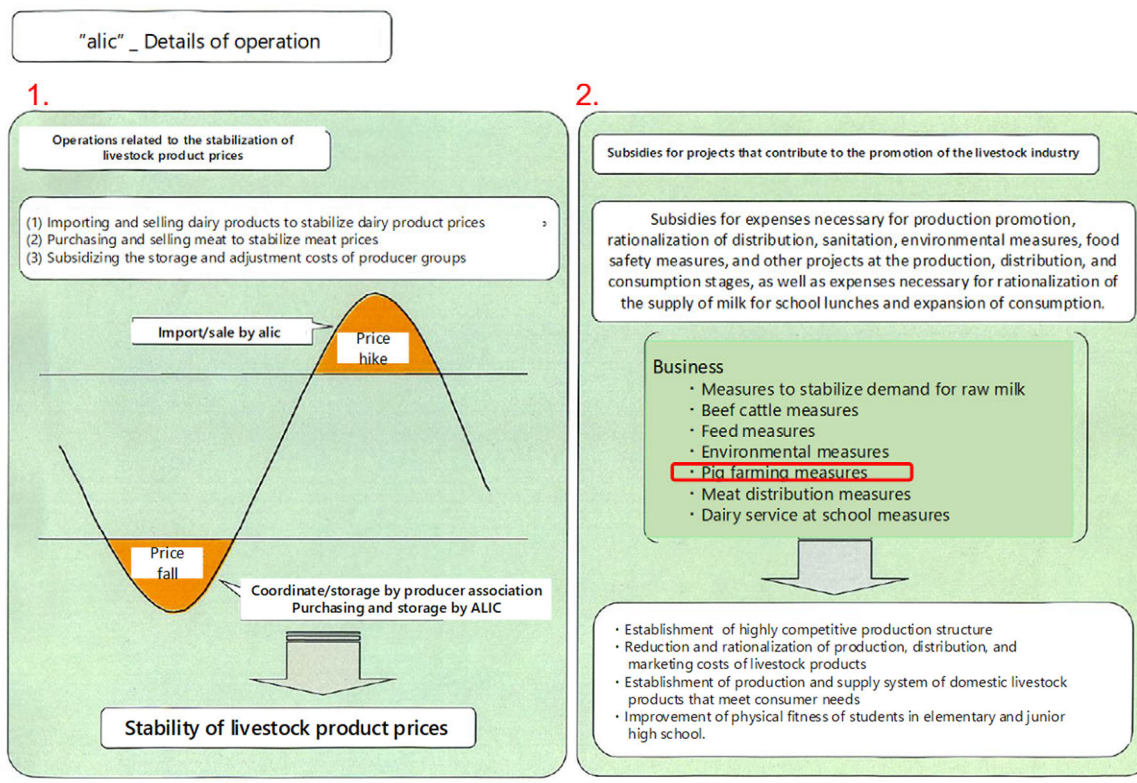 "alic" _ Details of operation
1.
Operations related to the stabilization of
livestock product prices
(1) Importing and selling dairy products to stabilize dairy product prices ,
(2) Purchasing and selling meat to stabilize meat prices
(3) Subsidizing the storage and adjustment costs of producer groups
Import/sale by alic
Price
hike
Price
fall
Coordinate/storage by producer association
Purchasing and storage by ALIC
Stability of livestock product prices
2.
Subsidies for projects that contribute to the promotion of the livestock industry
Subsidies for expenses necessary for production promotion,
rationalization of distribution, sanitation, environmental measures, food
safety measures, and other projects at the production, distribution, and
consumption stages, as well as expenses necessary for rationalization of
the supply of milk for school lunches and expansion of consumption.
Business
・Measures to stabilize demand for raw milk
・Beef cattle measures
・Feed measures
・Environmental measures
・Pig farming measures
・Meat distribution measures
・Dairy service at school measures
・Establishment of highly competitive production structure
・Reduction and rationalization of production, distribution, and
marketing costs of livestock products
・Establishment of production and supply system of domestic livestock
products that meet consumer needs
・Improvement of physical fitness of students in elementary and junior
high school.